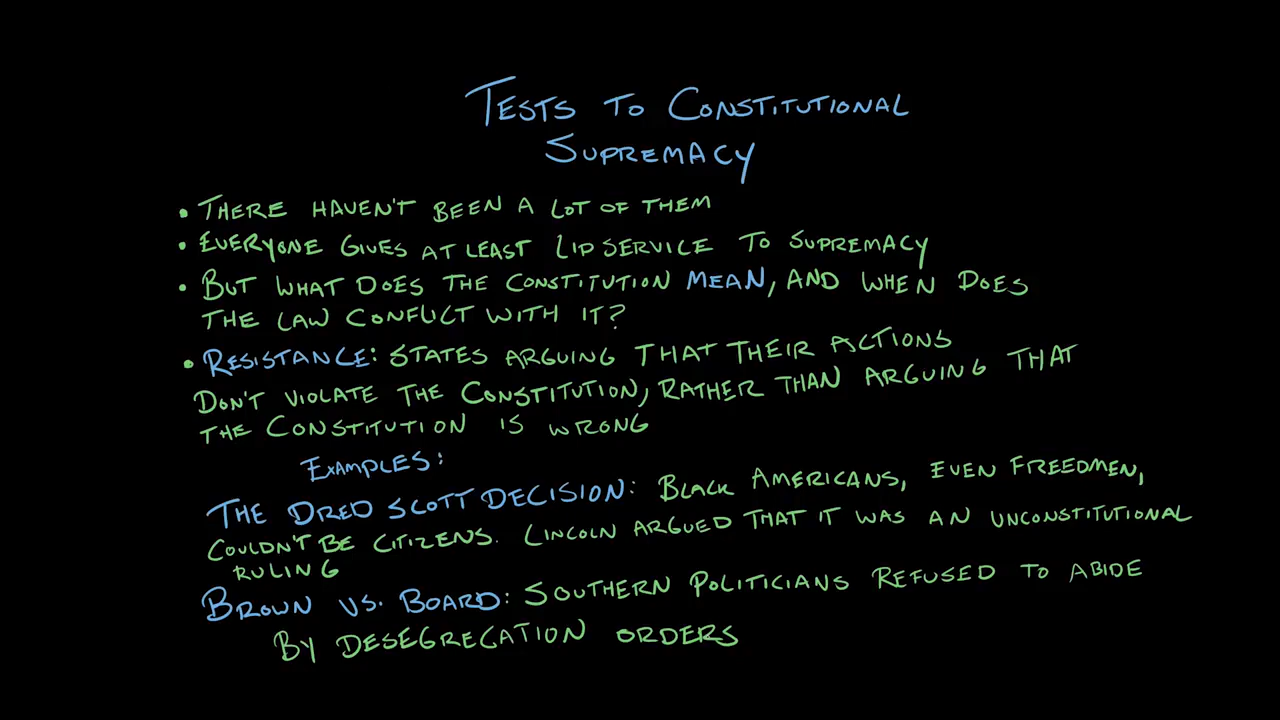 TESTS TO CONSTITUTIONAL
SUPREMACY
• THERE HAVEN'T BEEN A LOT OF THEM
• EVERYONE GIVES AT LEAST LIP SERVICE TO SUPREMACY
• BUT WHAT DOES THE CONSTITUTION MEAN, AND WHEN DOES
THE LAW CONFLICT WITH IT?
• RESISTANCE: STATES ARGUING THAT THEIR ACTIONS
DON'T VIOLATE THE CONSTITUTION, RATHER THAN ARGUING THAT
THE CONSTITUTION IS WRONG
EXAMPLES:
THE DRED SCOTT DECISION: BLACK AMERICANS, EVEN FREEDMEN,
COULDN'T BE CITIZENS. LINCOLN ARGUED THAT IT WAS AN UNCONSTITUTIONAL
RULING
BROWN VS. BOARD: SOUTHERN POLITICIANS REFUSED TO ABIDE
BY DESEGREGATION ORDERS